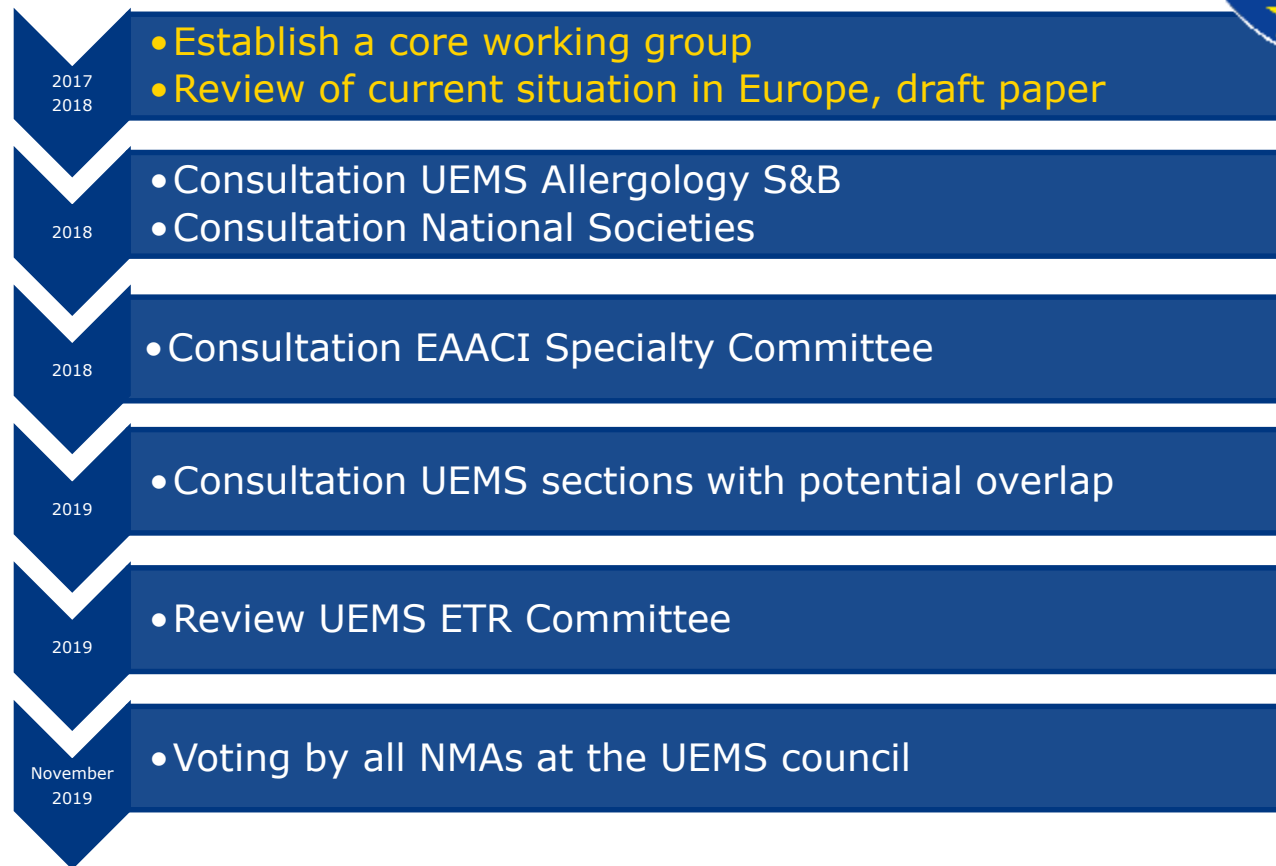 2017
2018
•Establish a core working group
•Review of current situation in Europe, draft paper
2018
•Consultation UEMS Allergology S&B
•Consultation National Societies
2018
•Consultation EAACI Specialty Committee
2019
•Consultation UEMS sections with potential overlap
2019
•Review UEMS ETR Committee
November
2019
•Voting by all NMAs at the UEMS council